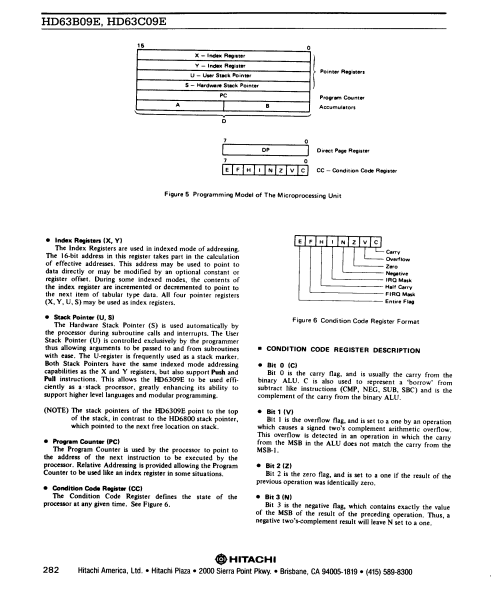 HD63B09E, HD63C09E
15 0
X — Index Register
Y — Index Register
U — User Stack Pointer
S — Hardware Stack Pointer
Pointer Registers
PC
Program Counter
A B
Accumulators
D
7 0
DP
Direct Page Register
7 0
E F H I N Z V C
CC — Condition Code Register
Figure 5 Programming Model of The Microprocessing Unit
● Index Registers (X, Y)
The Index Registers are used in indexed mode of addressing.
The 16-bit address in this register takes part in the calculation
of effective addresses. This address may be used to point to
data directly or may be modified by an optional constant or
register offset. During some indexed modes, the contents of
the index register are incremented or decremented to point to
the next item of tabular type data. All four pointer registers
(X, Y, U, S) may be used as index registers.
● Stack Pointer (U, S)
The Hardware Stack Pointer (S) is used automatically by
the processor during subroutine calls and interrupts. The User
Stack Pointer (U) is controlled exclusively by the programmer
thus allowing arguments to be passed to and from subroutines
with ease. The U-register is frequently used as a stack marker.
Both Stack Pointers have the same indexed mode addressing
capabilities as the X and Y registers, but also support Push and
Pull instructions. This allows the HD6309E to be used effi-
ciently as a stack processor, greatly enhancing its ability to
support higher level languages and modular programming.
(NOTE) The stack pointers of the HD6309E point to the top
of the stack, in contrast to the HD6800 stack pointer,
which pointed to the next free location on stack.
● Program Counter (PC)
The Program Counter is used by the processor to point to
the address of the next instruction to be executed by the
processor. Relative Addressing is provided allowing the Program
Counter to be used like an index register in some situations.
● Condition Code Register (CC)
The Condition Code Register defines the state of the
processor at any given time. See Figure 6.
E F H I N Z V C
Carry
Overflow
Zero
Negative
IRQ Mask
Half Carry
FIRQ Mask
Entire Flag
Figure 6 Condition Code Register Format
■ CONDITION CODE REGISTER DESCRIPTION
● Bit 0 (C)
Bit 0 is the carry flag, and is usually the carry from the
binary ALU. C is also used to represent a 'borrow' from
subtract like instructions (CMP, NEG, SUB, SBC) and is the
complement of the carry from the binary ALU.
● Bit 1 (V)
Bit 1 is the overflow flag, and is set to a one by an operation
which causes a signed two's complement arithmetic overflow.
This overflow is detected in an operation in which the carry
from the MSB in the ALU does not match the carry from the
MSB-1.
● Bit 2 (Z)
Bit 2 is the zero flag, and is set to a one if the result of the
previous operation was identically zero.
● Bit 3 (N)
Bit 3 is the negative flag, which contains exactly the value
of the MSB of the result of the preceding operation. Thus, a
negative two's-complement result will leave N set to a one.
HITACHI
282 Hitachi America, Ltd. • Hitachi Plaza • 2000 Sierra Point Pkwy. • Brisbane, CA 94005-1819 • (415) 589-8300